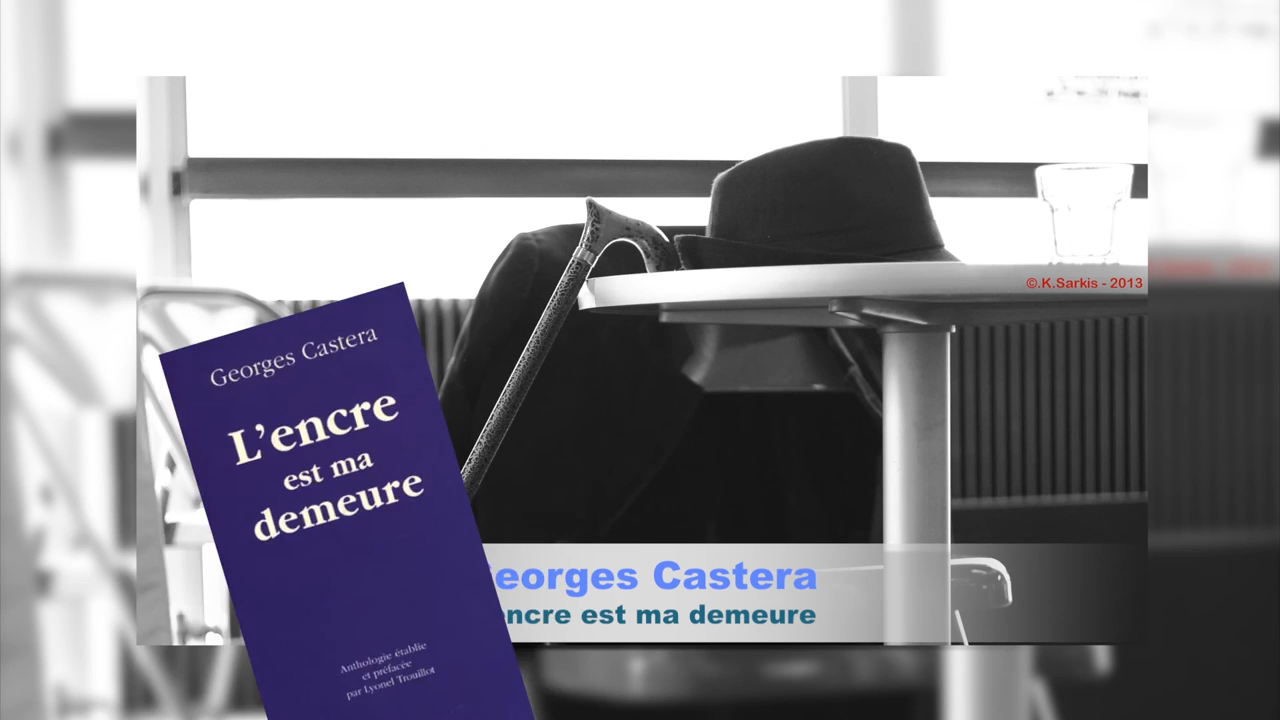 ©.K.Sarkis - 2013
Georges Castera
L'encre
est ma
demeure
Anthologie établie
et préfacée
par Lyonel Trouillot
eorges Castera
encre est ma demeure